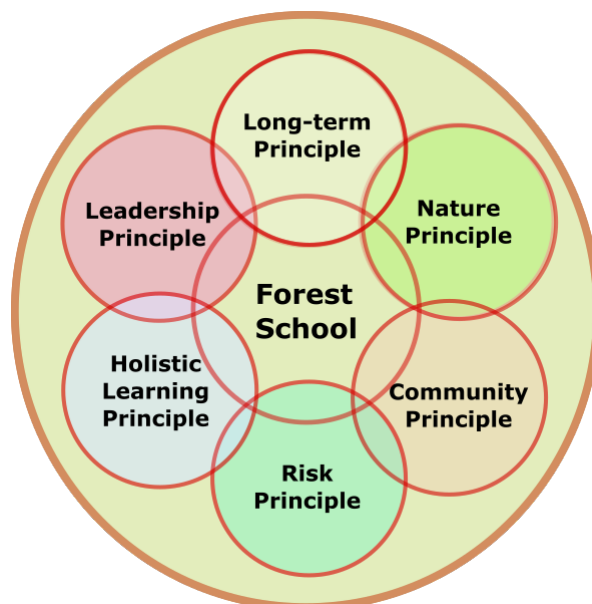 Long-term
Principle
Nature
Principle
Community
Principle
Risk
Principle
Holistic
Learning
Principle
Leadership
Principle
Forest
School